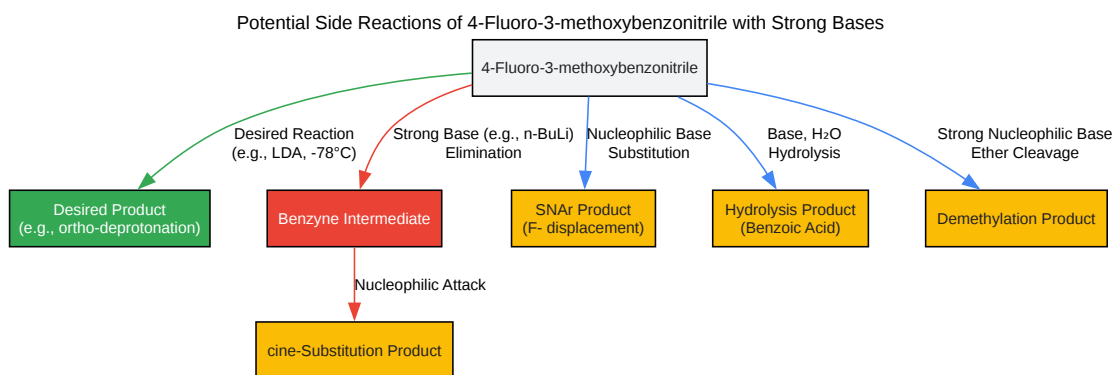 Potential Side Reactions of 4-Fluoro-3-methoxybenzonitrile with Strong Bases
4-Fluoro-3-methoxybenzonitrile
Desired Reaction
(e.g., LDA, -78°C)
Strong Base (e.g., n-BuLi)
Elimination
Nucleophilic Base
Substitution
Base, H₂O
Hydrolysis
Strong Nucleophilic Base
Ether Cleavage
Desired Product
(e.g., ortho-deprotonation)
Benzyne Intermediate
SNAr Product
(F- displacement)
Hydrolysis Product
(Benzoic Acid)
Demethylation Product
Nucleophilic Attack
cine-Substitution Product